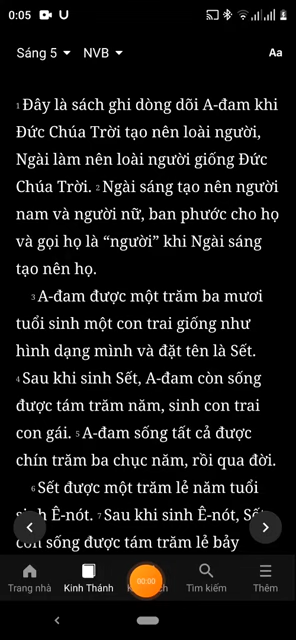 0:05
Sáng 5 NVB Aa
1 Đây là sách ghi dòng dõi A-đam khi
Đức Chúa Trời tạo nên loài người,
Ngài làm nên loài người giống Đức
Chúa Trời. 2 Ngài sáng tạo nên người
nam và người nữ, ban phước cho họ
và gọi họ là “người” khi Ngài sáng
tạo nên họ.
3 A-đam được một trăm ba mươi
tuổi sinh một con trai giống như
hình dạng mình và đặt tên là Sết.
4 Sau khi sinh Sết, A-đam còn sống
được tám trăm năm, sinh con trai
con gái. 5 A-đam sống tất cả được
chín trăm ba chục năm, rồi qua đời.
6 Sết được một trăm lẻ năm tuổi
sinh Ê-nót. 7 Sau khi sinh Ê-nót, Sết
còn sống được tám trăm lẻ bảy
Trang nhà Kinh Thánh 00:00 Tìm kiếm Thêm